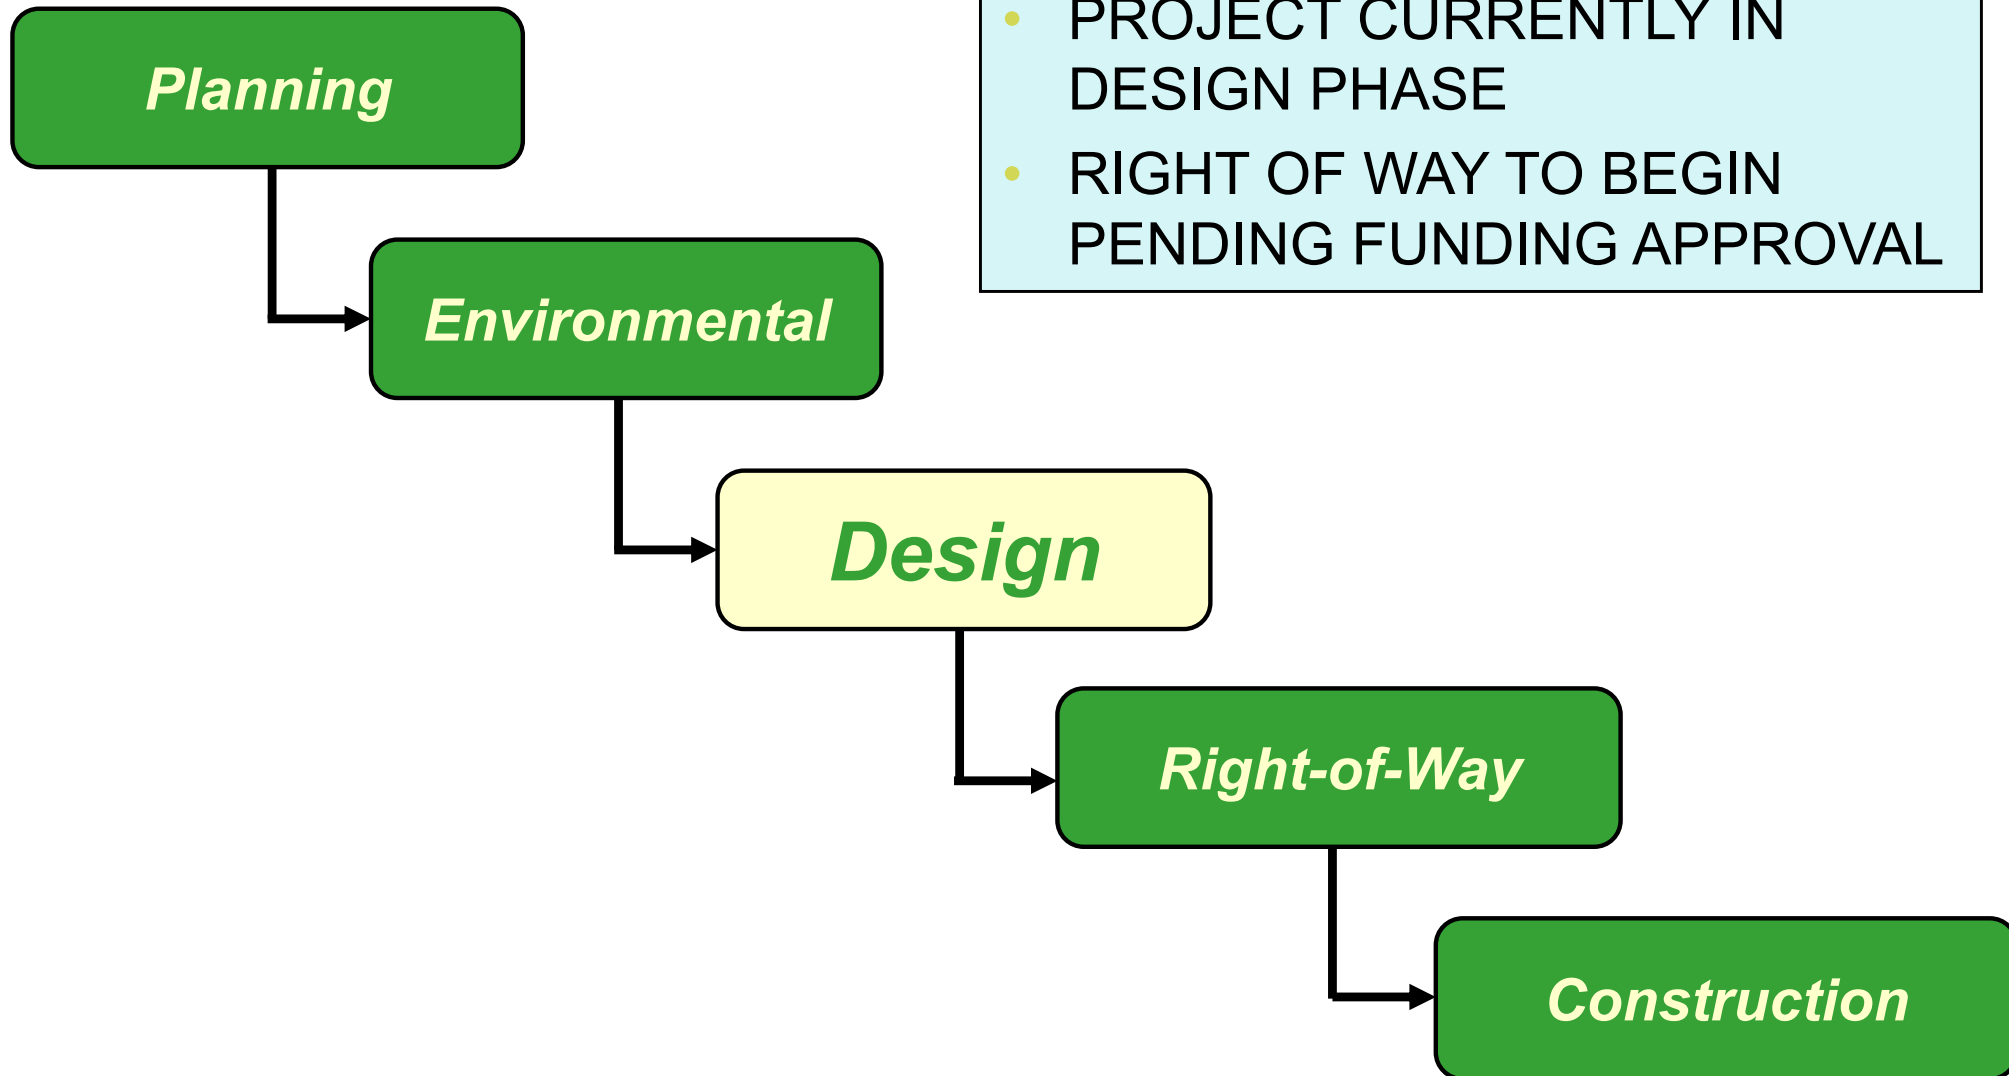 Planning
• PROJECT CURRENTLY IN
DESIGN PHASE
• RIGHT OF WAY TO BEGIN
PENDING FUNDING APPROVAL
Environmental
Design
Right-of-Way
Construction